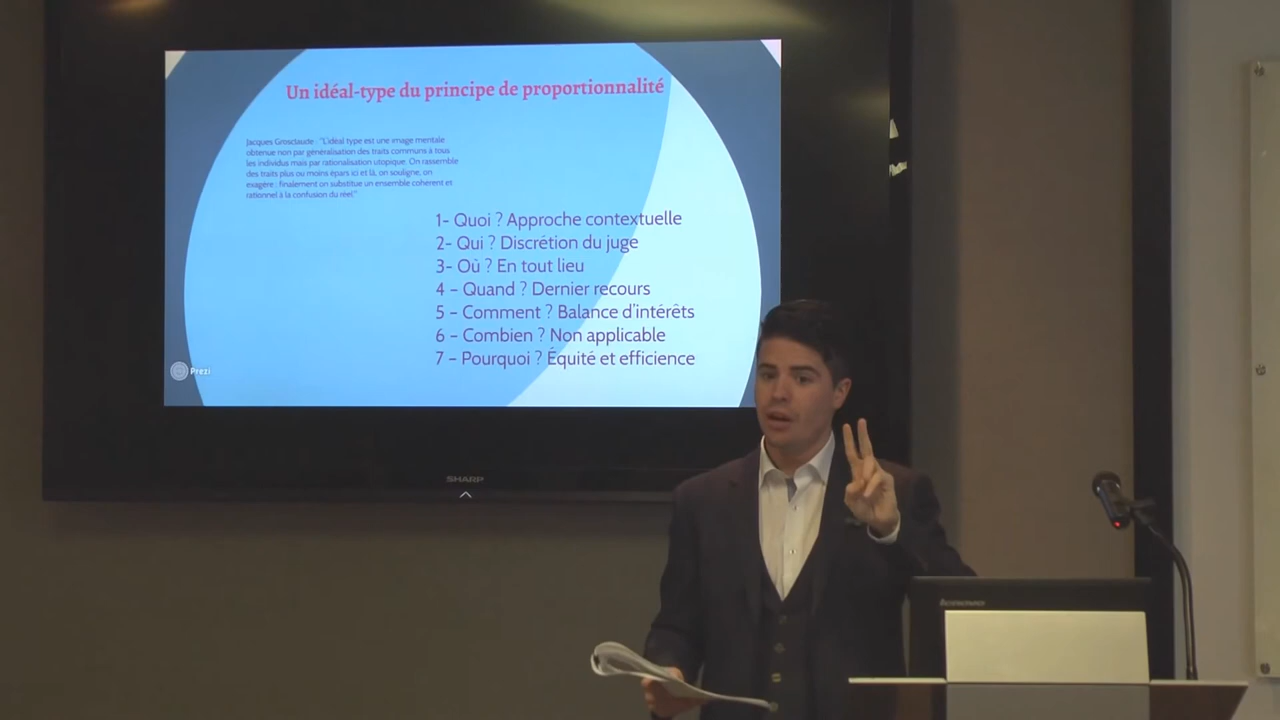 Un idéal-type du principe de proportionnalité
Jacques Grosclaude : "L'idéal type est une image mentale
obtenue non par généralisation des traits communs à tous
les individus mais par rationalisation utopique. On rassemble
des traits plus ou moins épars ici et là, on souligne, on
exagère : finalement on substitue un ensemble cohérent et
rationnel à la confusion du réel"
1- Quoi ? Approche contextuelle
2- Qui ? Discrétion du juge
3- Où ? En tout lieu
4 – Quand ? Dernier recours
5 – Comment ? Balance d'intérêts
6 – Combien ? Non applicable
7 – Pourquoi ? Équité et efficience
Prezi
SHARP
lenovo